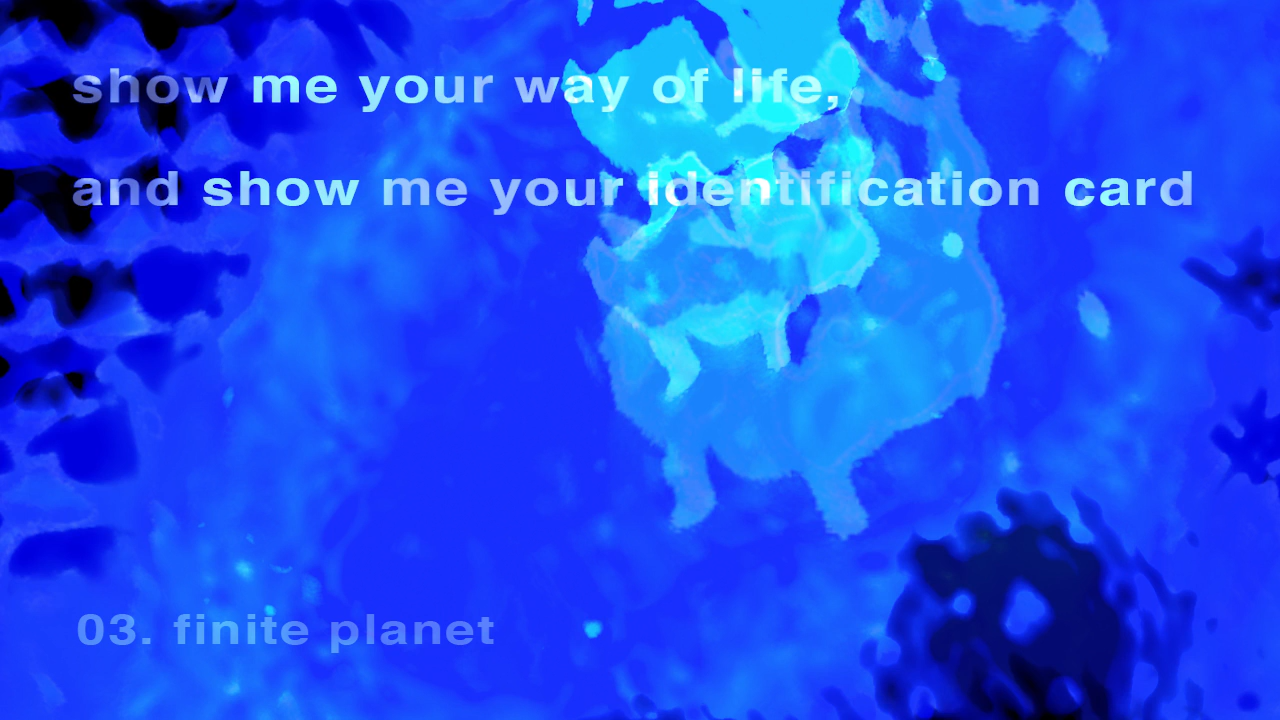 show me your way of life,
and show me your identification card
03. finite planet